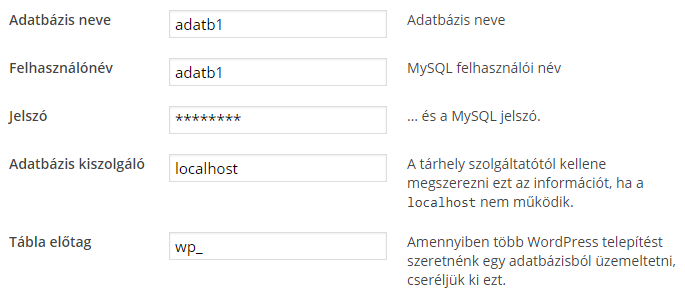 Adatbázis neve adatb1 Adatbázis neve
Felhasználónév adatb1 MySQL felhasználói név
Jelszó ******** ... és a MySQL jelszó.
Adatbázis kiszolgáló localhost A tárhely szolgáltatótól kellene
megszerezni ezt az információt, ha a
localhost nem működik.
Tábla előtag wp_ Amennyiben több WordPress telepítést
szeretnénk egy adatbázisból üzemeltetni,
cseréljük ki ezt.